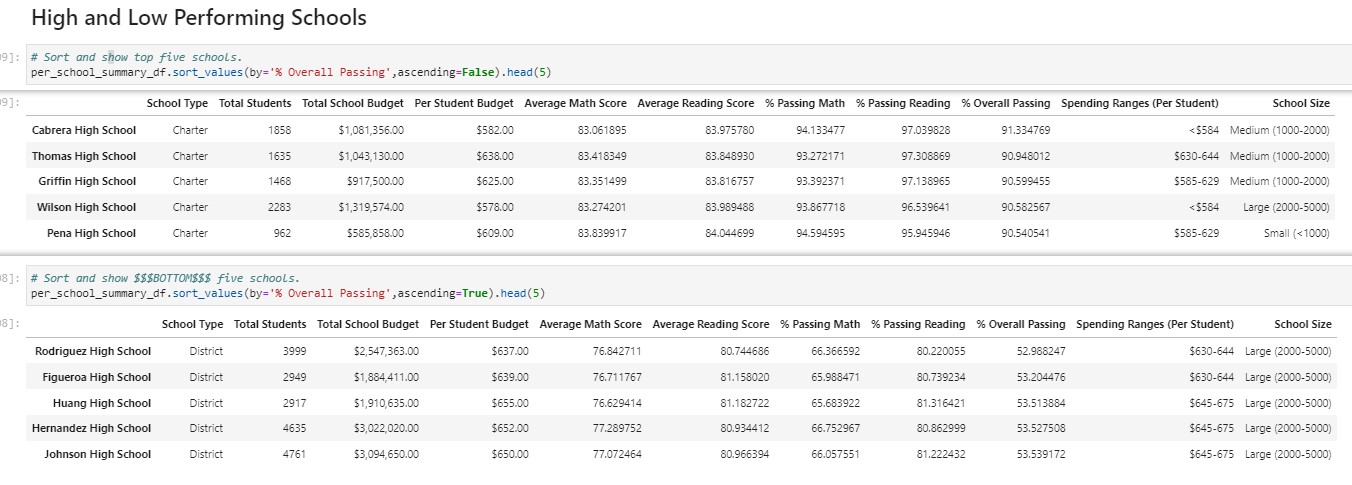 High and Low Performing Schools
9]: # Sort and show top five schools.
per_school_summary_df.sort_values(by='% Overall Passing',ascending=False).head(5)
9]: School Type Total Students Total School Budget Per Student Budget Average Math Score Average Reading Score % Passing Math % Passing Reading % Overall Passing Spending Ranges (Per Student) School Size
Cabrera High School Charter 1858 $1,081,356.00 $582.00 83.061895 83.975780 94.133477 97.039828 91.334769 <$584 Medium (1000-2000)
Thomas High School Charter 1635 $1,043,130.00 $638.00 83.418349 83.848930 93.272171 97.308869 90.948012 $630-644 Medium (1000-2000)
Griffin High School Charter 1468 $917,500.00 $625.00 83.351499 83.816757 93.392371 97.138965 90.599455 $585-629 Medium (1000-2000)
Wilson High School Charter 2283 $1,319,574.00 $578.00 83.274201 83.989488 93.867718 96.539641 90.582567 <$584 Large (2000-5000)
Pena High School Charter 962 $585,858.00 $609.00 83.839917 84.044699 94.594595 95.945946 90.540541 $585-629 Small (<1000)
8]: # Sort and show $$$BOTTOM$$$ five schools.
per_school_summary_df.sort_values(by='% Overall Passing',ascending=True).head(5)
8]: School Type Total Students Total School Budget Per Student Budget Average Math Score Average Reading Score % Passing Math % Passing Reading % Overall Passing Spending Ranges (Per Student) School Size
Rodriguez High School District 3999 $2,547,363.00 $637.00 76.842711 80.744686 66.366592 80.220055 52.988247 $630-644 Large (2000-5000)
Figueroa High School District 2949 $1,884,411.00 $639.00 76.711767 81.158020 65.988471 80.739234 53.204476 $630-644 Large (2000-5000)
Huang High School District 2917 $1,910,635.00 $655.00 76.629414 81.182722 65.683922 81.316421 53.513884 $645-675 Large (2000-5000)
Hernandez High School District 4635 $3,022,020.00 $652.00 77.289752 80.934412 66.752967 80.862999 53.527508 $645-675 Large (2000-5000)
Johnson High School District 4761 $3,094,650.00 $650.00 77.072464 80.966394 66.057551 81.222432 53.539172 $645-675 Large (2000-5000)